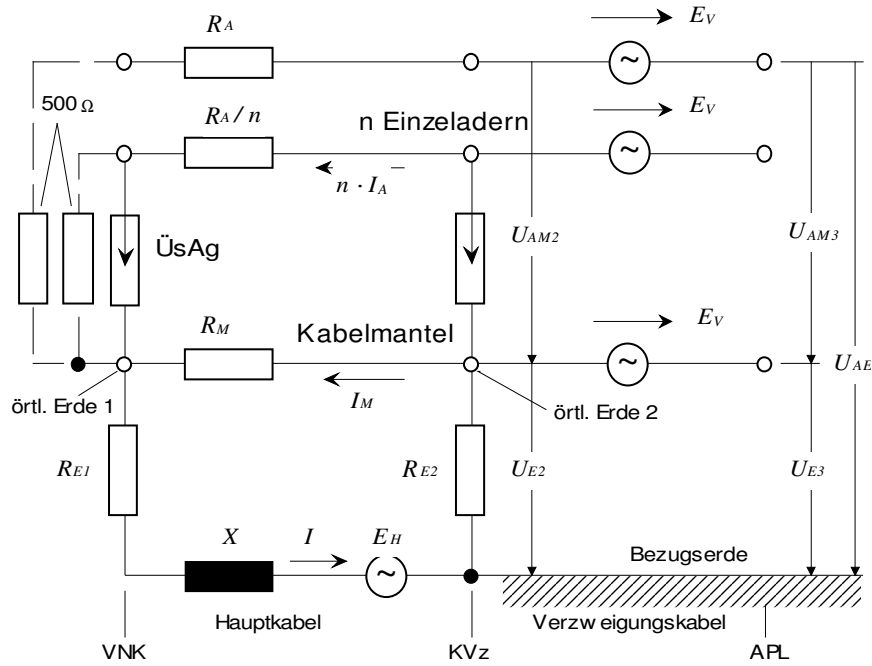 R_A
E_V
500 Ω
R_A / n
n Einzeladern
E_V
n · I_A
ÜsAg
U_AM2
U_AM3
R_M
Kabelmantel
E_V
U_AE
örtl. Erde 1
I_M
örtl. Erde 2
R_E1
R_E2
U_E2
U_E3
X
I
E_H
Bezugserde
Hauptkabel
Verzweigungskabel
VNK
KVz
APL